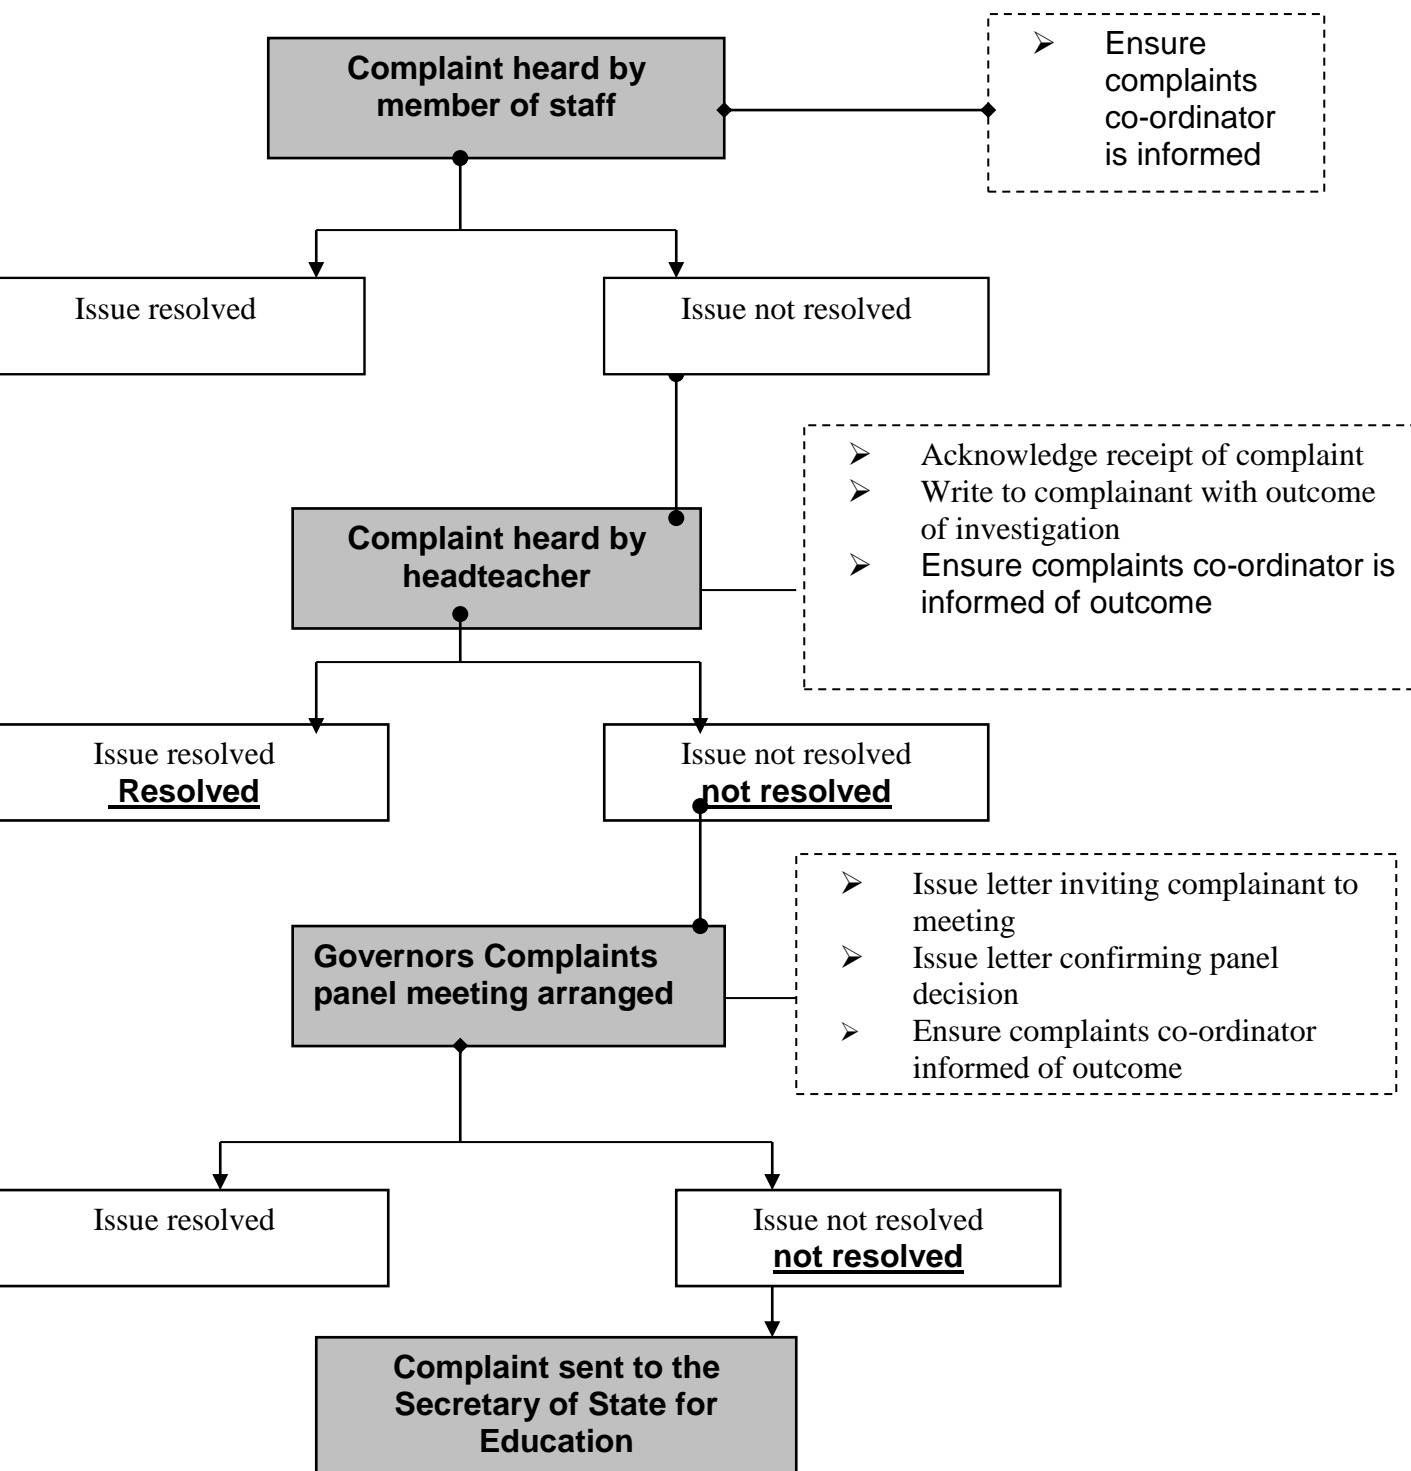 Complaint heard by
member of staff
➢ Ensure
complaints
co-ordinator
is informed
Issue resolved
Issue not resolved
➢ Acknowledge receipt of complaint
➢ Write to complainant with outcome
of investigation
➢ Ensure complaints co-ordinator is
informed of outcome
Complaint heard by
headteacher
Issue resolved
Resolved
Issue not resolved
not resolved
➢ Issue letter inviting complainant to
meeting
➢ Issue letter confirming panel
decision
➢ Ensure complaints co-ordinator
informed of outcome
Governors Complaints
panel meeting arranged
Issue resolved
Issue not resolved
not resolved
Complaint sent to the
Secretary of State for
Education